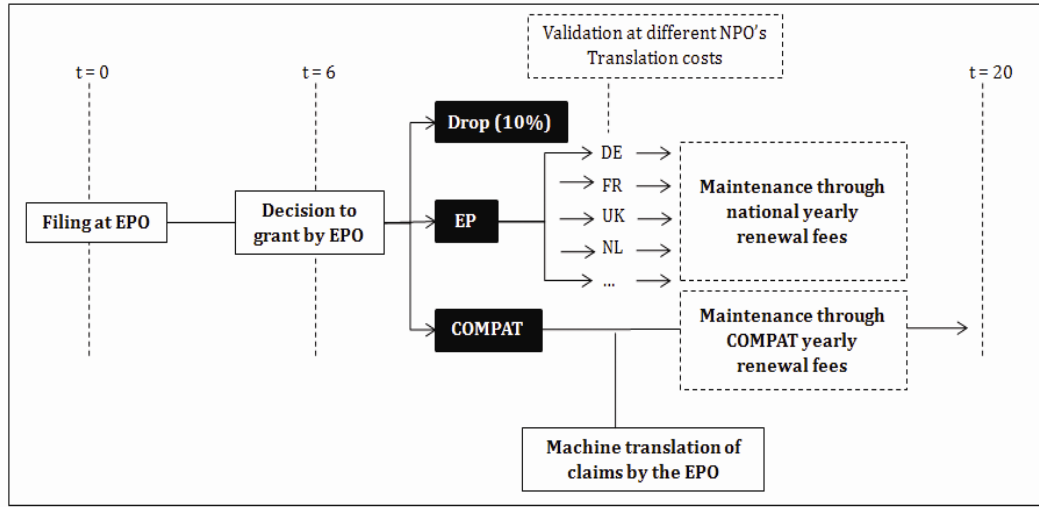 Validation at different NPO's
Translation costs
t = 0
t = 6
t = 20
Drop (10%)
DE
FR
UK
NL
...
Filing at EPO
Decision to
grant by EPO
EP
Maintenance through
national yearly
renewal fees
COMPAT
Maintenance through
COMPAT yearly
renewal fees
Machine translation of
claims by the EPO